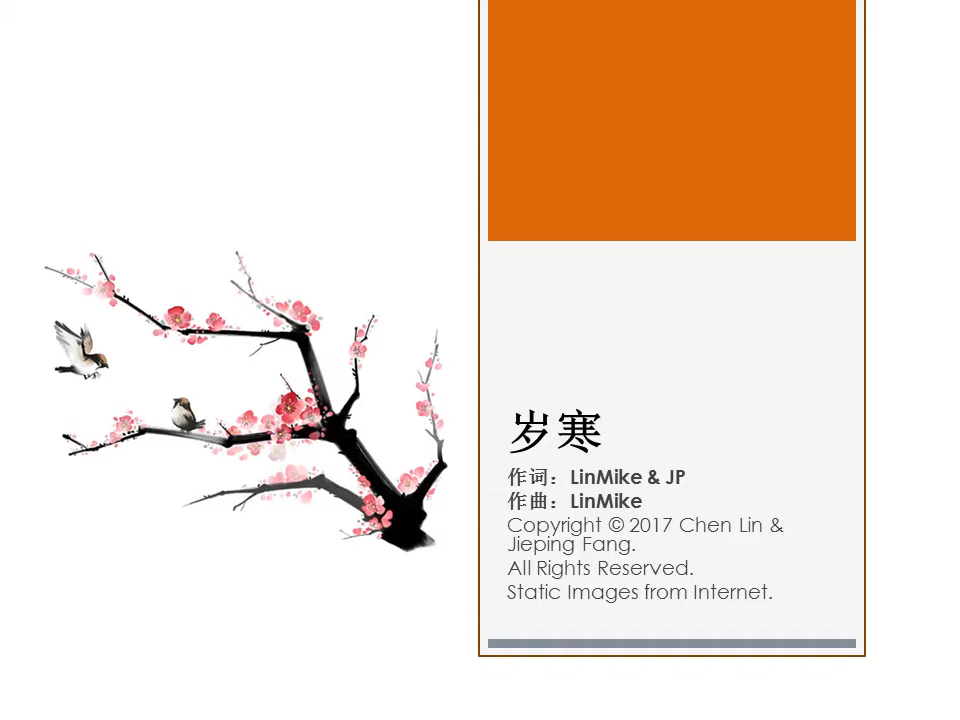 岁寒
作词：LinMike & JP
作曲：LinMike
Copyright © 2017 Chen Lin &
Jieping Fang.
All Rights Reserved.
Static Images from Internet.